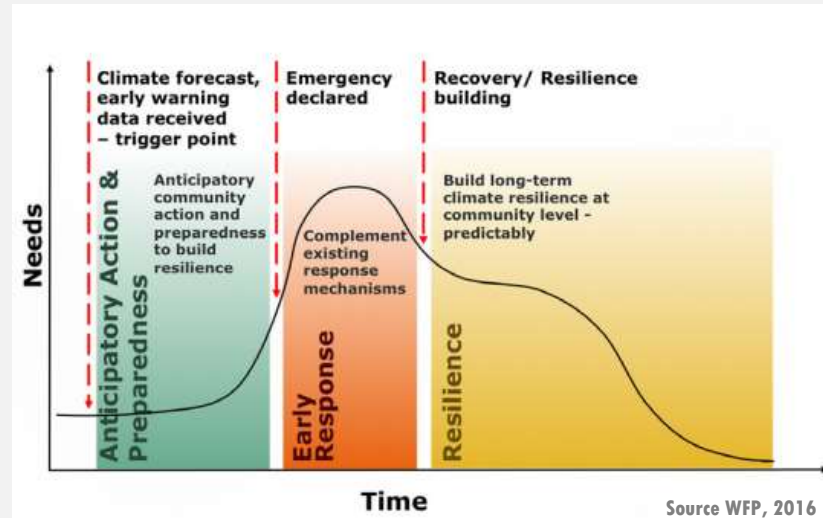 Climate forecast,
early warning
data received
– trigger point
Emergency
declared
Recovery/ Resilience
building
Anticipatory Action &
Preparedness
Anticipatory
community
action and
preparedness
to build
resilience
Complement
existing
response
mechanisms
Early
Response
Build long-term
climate resilience at
community level -
predictably
Resilience
Needs
Time
Source WFP, 2016